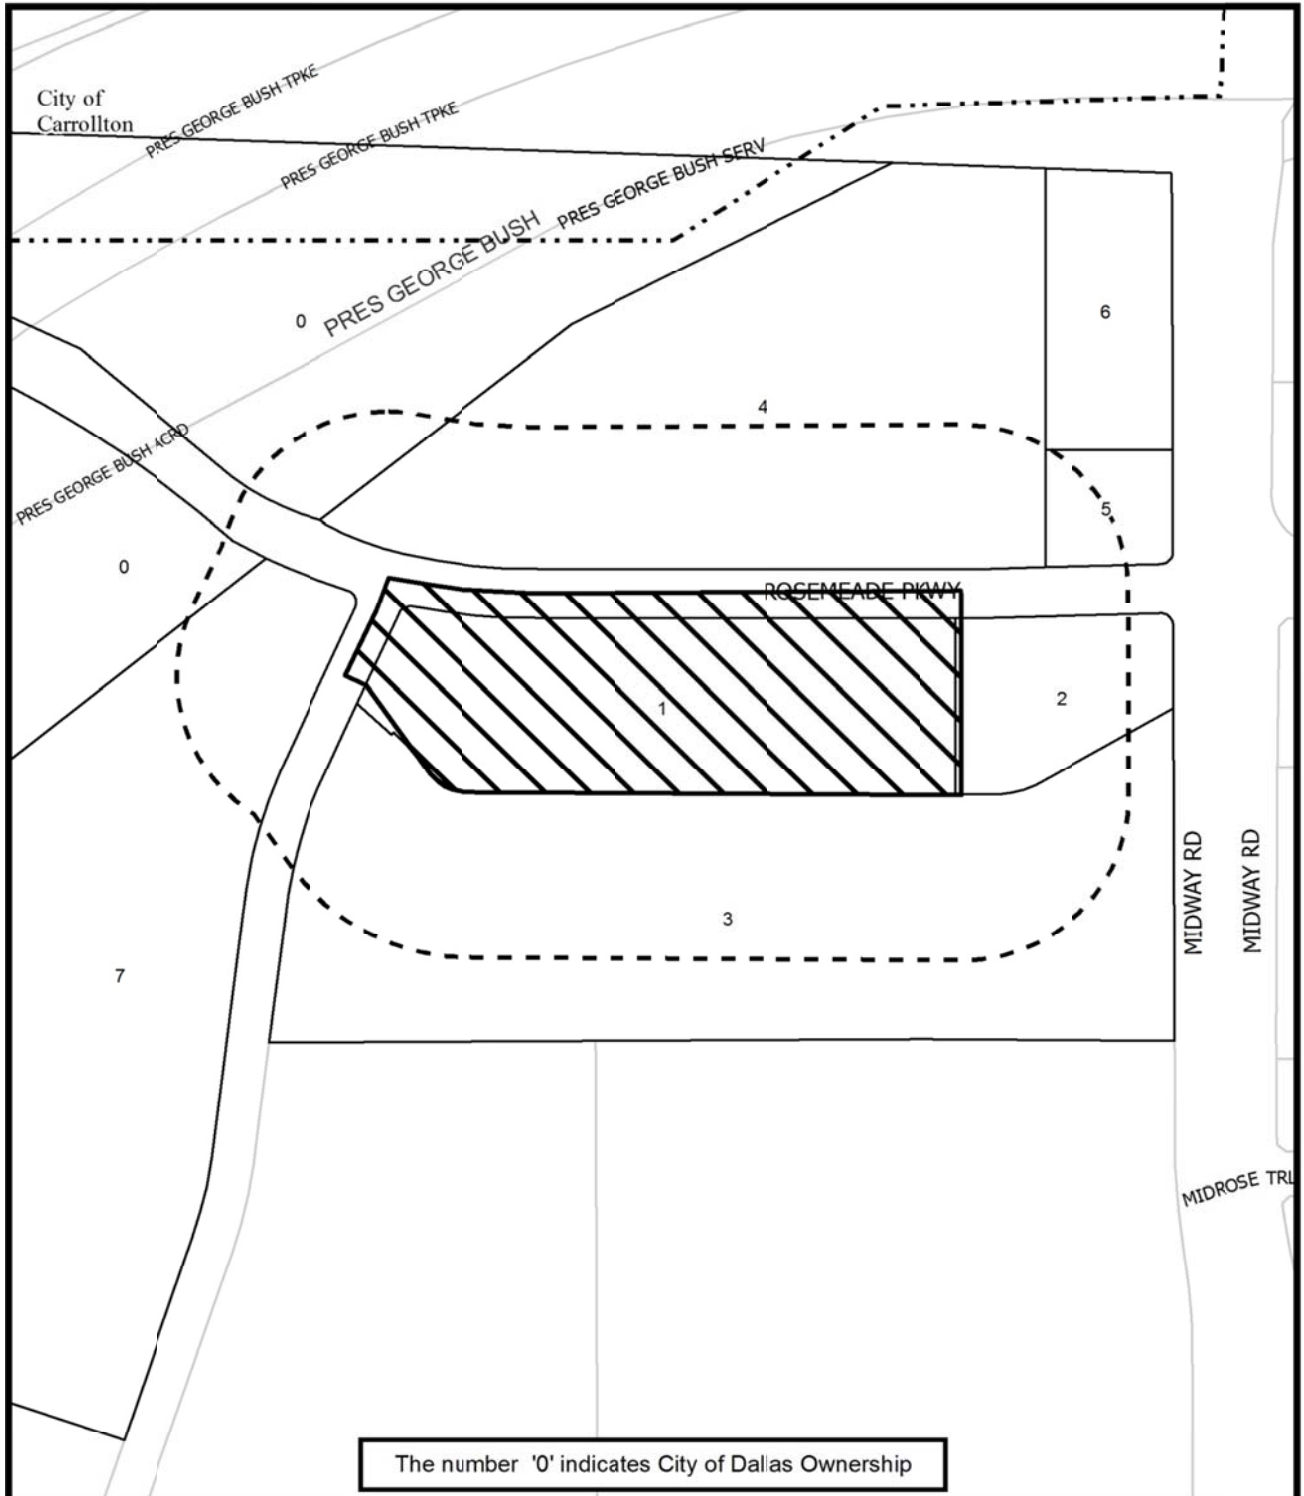 City of
Carrollton
PRES GEORGE BUSH TPKE
PRES GEORGE BUSH TPKE
PRES GEORGE BUSH SERV
PRES GEORGE BUSH
0
6
4
PRES GEORGE BUSH
5
0
ROSEMEADE PKWY
1
2
MIDWAY RD
MIDWAY RD
3
7
MIDROSE TRL
The number '0' indicates City of Dallas Ownership